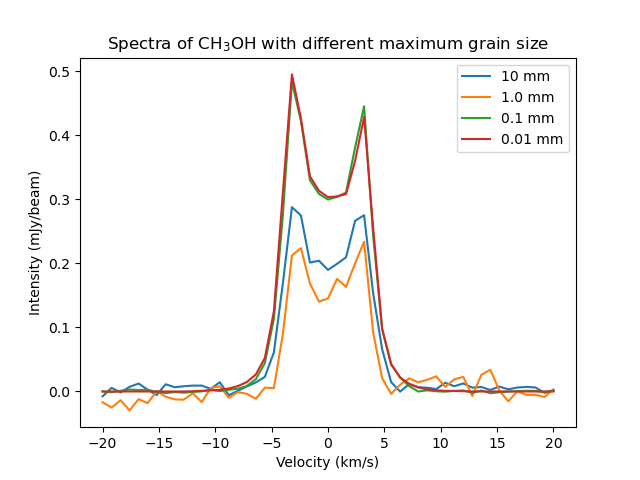 Spectra of CH₃OH with different maximum grain size
10 mm
1.0 mm
0.1 mm
0.01 mm
Intensity (mJy/beam)
0.5
0.4
0.3
0.2
0.1
0.0
−20 −15 −10 −5 0 5 10 15 20
Velocity (km/s)